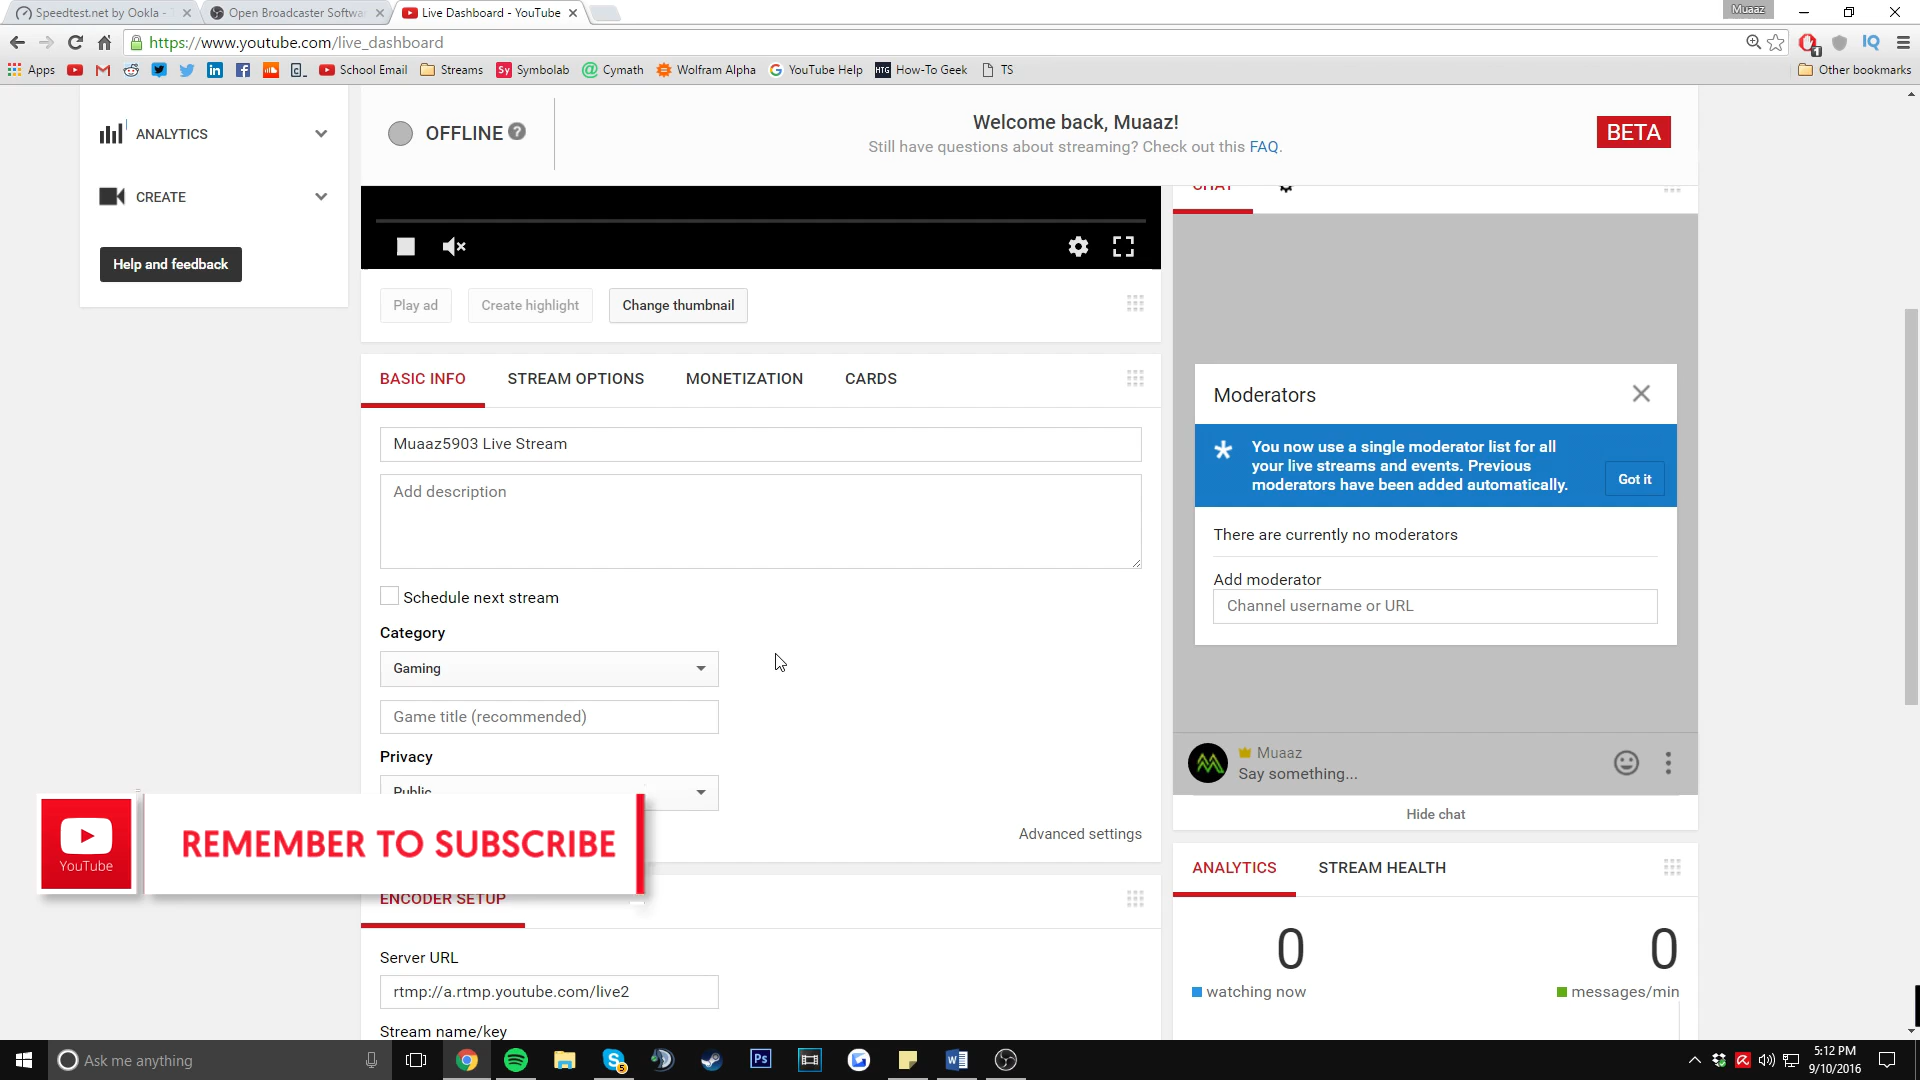 Speedtest.net by Ookla -
Open Broadcaster Softwa
Live Dashboard - YouTube
Muaaz
https://www.youtube.com/live_dashboard
Apps
School Email
Streams
Sy Symbolab
Cymath
Wolfram Alpha
YouTube Help
HTG How-To Geek
TS
Other bookmarks
ANALYTICS
CREATE
Help and feedback
OFFLINE ?
Welcome back, Muaaz!
Still have questions about streaming? Check out this FAQ.
BETA
CHAT
Play ad
Create highlight
Change thumbnail
BASIC INFO
STREAM OPTIONS
MONETIZATION
CARDS
Muaaz5903 Live Stream
Add description
Schedule next stream
Category
Gaming
Game title (recommended)
Privacy
Public
Advanced settings
YouTube
REMEMBER TO SUBSCRIBE
ENCODER SETUP
Server URL
rtmp://a.rtmp.youtube.com/live2
Stream name/key
Moderators
You now use a single moderator list for all
your live streams and events. Previous
moderators have been added automatically.
Got it
There are currently no moderators
Add moderator
Channel username or URL
Muaaz
Say something...
Hide chat
ANALYTICS
STREAM HEALTH
0
0
watching now
messages/min
Ask me anything
5:12 PM
9/10/2016